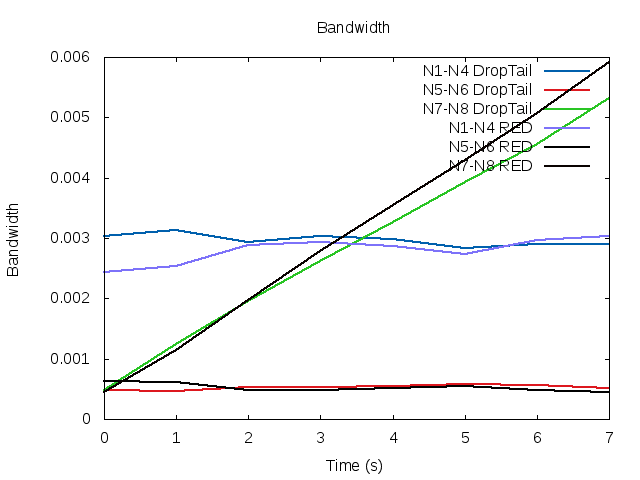 Bandwidth
0.006
0.005
0.004
0.003
0.002
0.001
0
Bandwidth
N1-N4 DropTail
N5-N6 DropTail
N7-N8 DropTail
N1-N4 RED
N5-N6 RED
N7-N8 RED
0 1 2 3 4 5 6 7
Time (s)